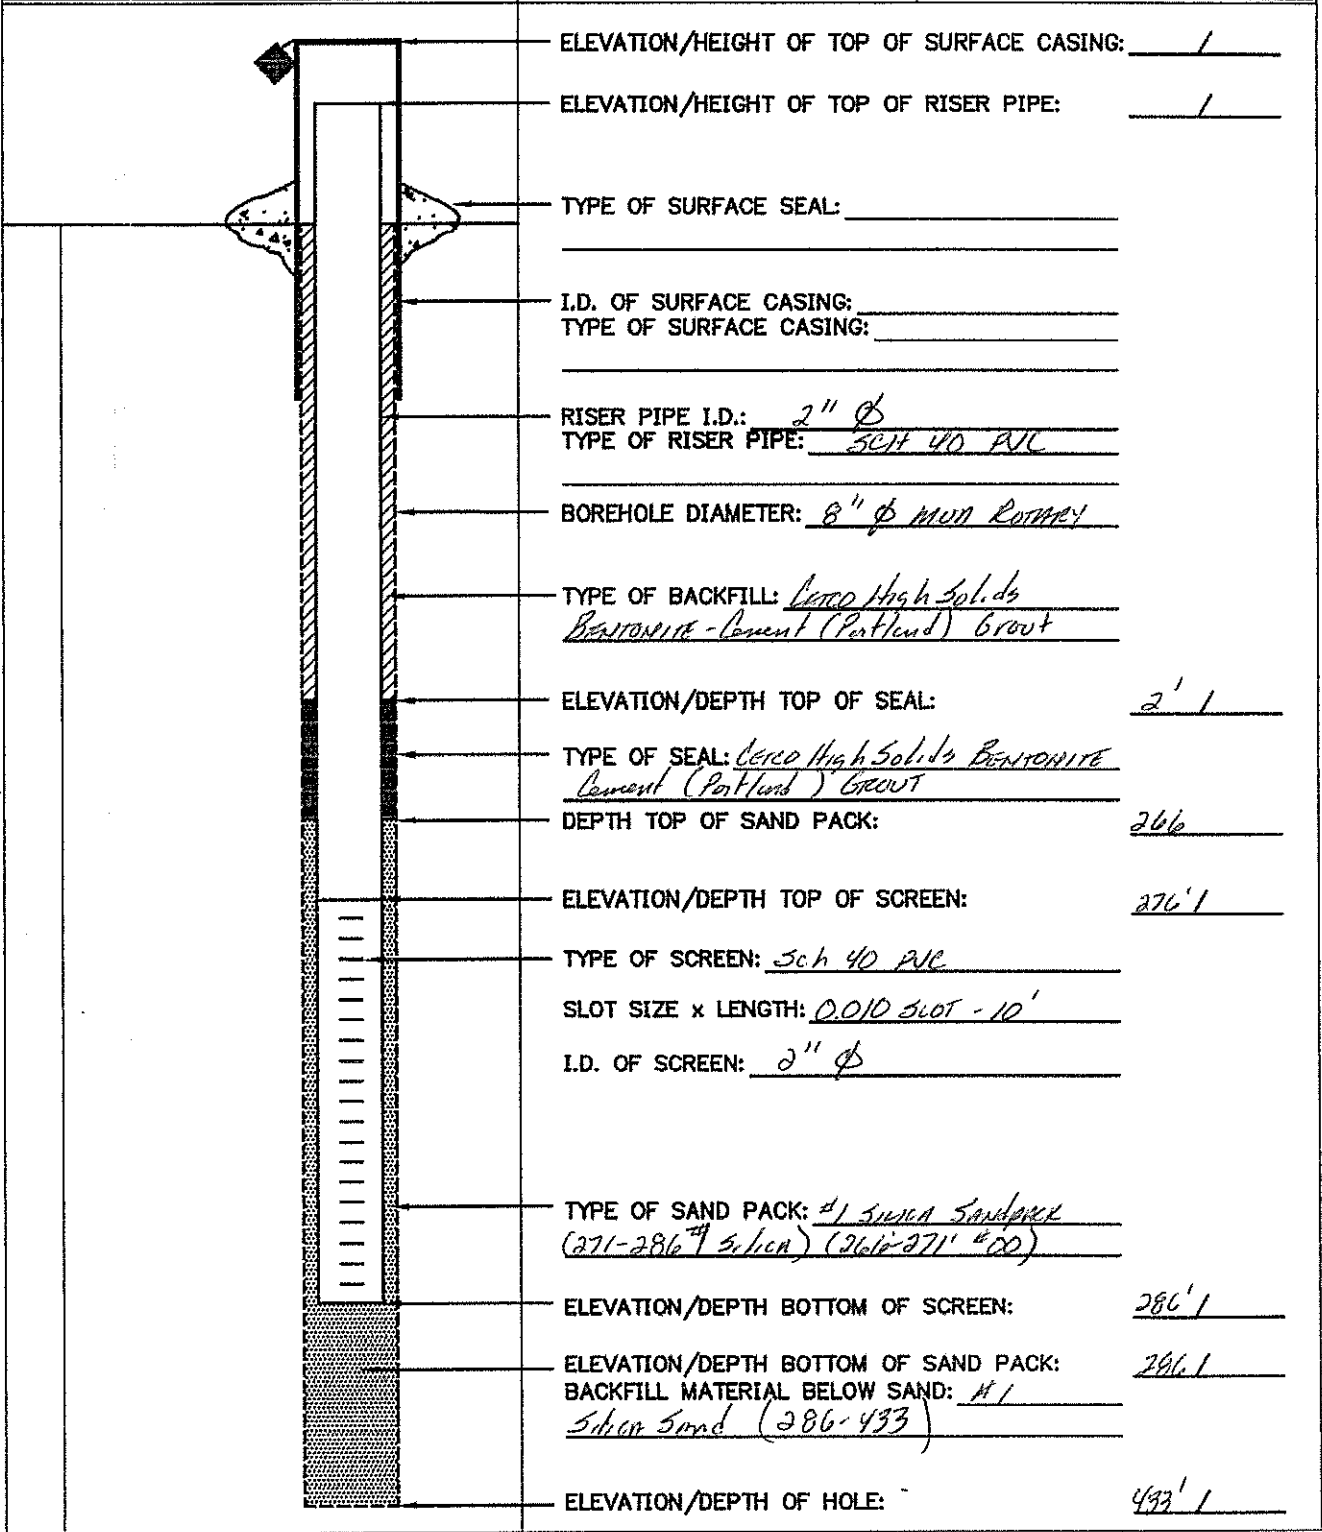 ELEVATION/HEIGHT OF TOP OF SURFACE CASING: /
ELEVATION/HEIGHT OF TOP OF RISER PIPE: /
TYPE OF SURFACE SEAL:
I.D. OF SURFACE CASING:
TYPE OF SURFACE CASING:
RISER PIPE I.D.: 2" Ø
TYPE OF RISER PIPE: SCH 40 PVC
BOREHOLE DIAMETER: 8" Ø MUD ROTARY
TYPE OF BACKFILL: Cetco High Solids
BENTONITE-Cement (Portland) Grout
ELEVATION/DEPTH TOP OF SEAL: 2' /
TYPE OF SEAL: Cetco High Solids BENTONITE
Cement (Portland) GROUT
DEPTH TOP OF SAND PACK: 266
ELEVATION/DEPTH TOP OF SCREEN: 276' /
TYPE OF SCREEN: Sch 40 PVC
SLOT SIZE x LENGTH: 0.010 SLOT - 10'
I.D. OF SCREEN: 2" Ø
TYPE OF SAND PACK: #1 SILICA SANDPACK
(271-286 #1 Silica) (266-271' #00)
ELEVATION/DEPTH BOTTOM OF SCREEN: 286' /
ELEVATION/DEPTH BOTTOM OF SAND PACK: 286 /
BACKFILL MATERIAL BELOW SAND: #1
Silica Sand (286-433)
ELEVATION/DEPTH OF HOLE: 433' /